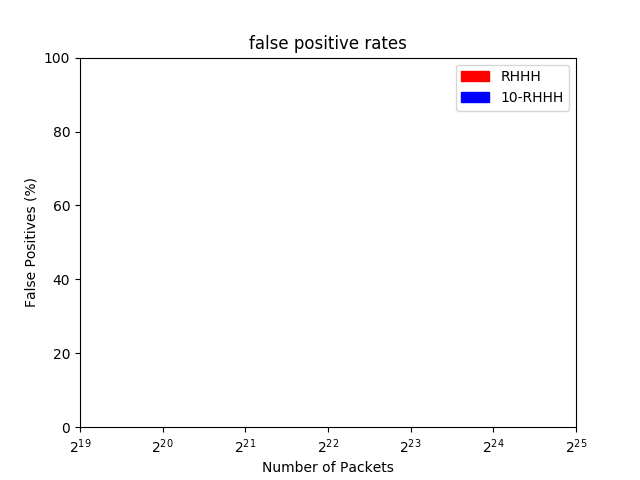 false positive rates
100
RHHH
10-RHHH
80
60
40
20
0
False Positives (%)
2^19 2^20 2^21 2^22 2^23 2^24 2^25
Number of Packets